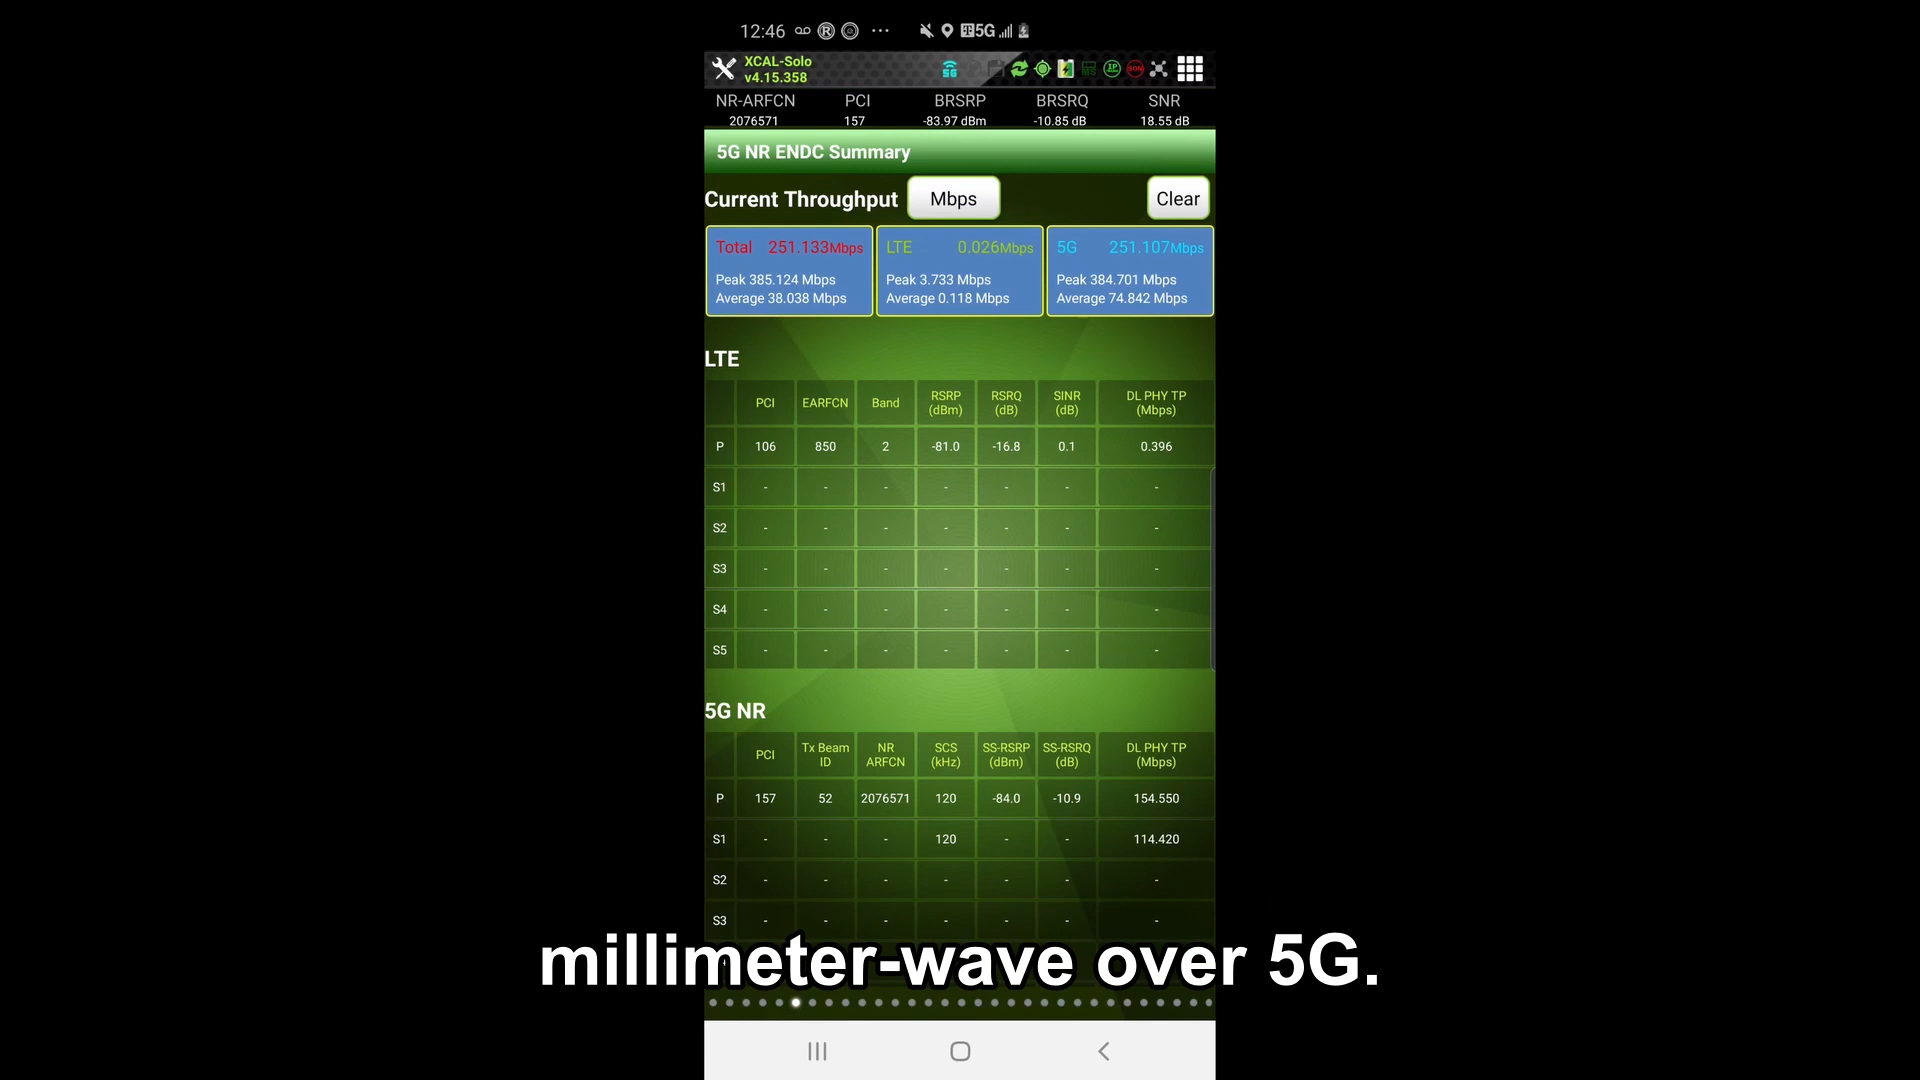 12:46 R ... 5G
XCAL-Solo
v4.15.358
5G
IP
SON
NR-ARFCN PCI BRSRP BRSRQ SNR
2076571 157 -83.97 dBm -10.85 dB 18.55 dB
5G NR ENDC Summary
Current Throughput Mbps Clear
Total 251.133Mbps LTE 0.026Mbps 5G 251.107Mbps
Peak 385.124 Mbps Peak 3.733 Mbps Peak 384.701 Mbps
Average 38.038 Mbps Average 0.118 Mbps Average 74.842 Mbps
LTE
PCI EARFCN Band RSRP (dBm) RSRQ (dB) SINR (dB) DL PHY TP (Mbps)
P 106 850 2 -81.0 -16.8 0.1 0.396
S1 - - - - - - -
S2 - - - - - - -
S3 - - - - - - -
S4 - - - - - - -
S5 - - - - - - -
5G NR
PCI Tx Beam ID NR ARFCN SCS (kHz) SS-RSRP (dBm) SS-RSRQ (dB) DL PHY TP (Mbps)
P 157 52 2076571 120 -84.0 -10.9 154.550
S1 - - - 120 - - 114.420
S2 - - - - - - -
S3 - - - - - - -
millimeter-wave over 5G.